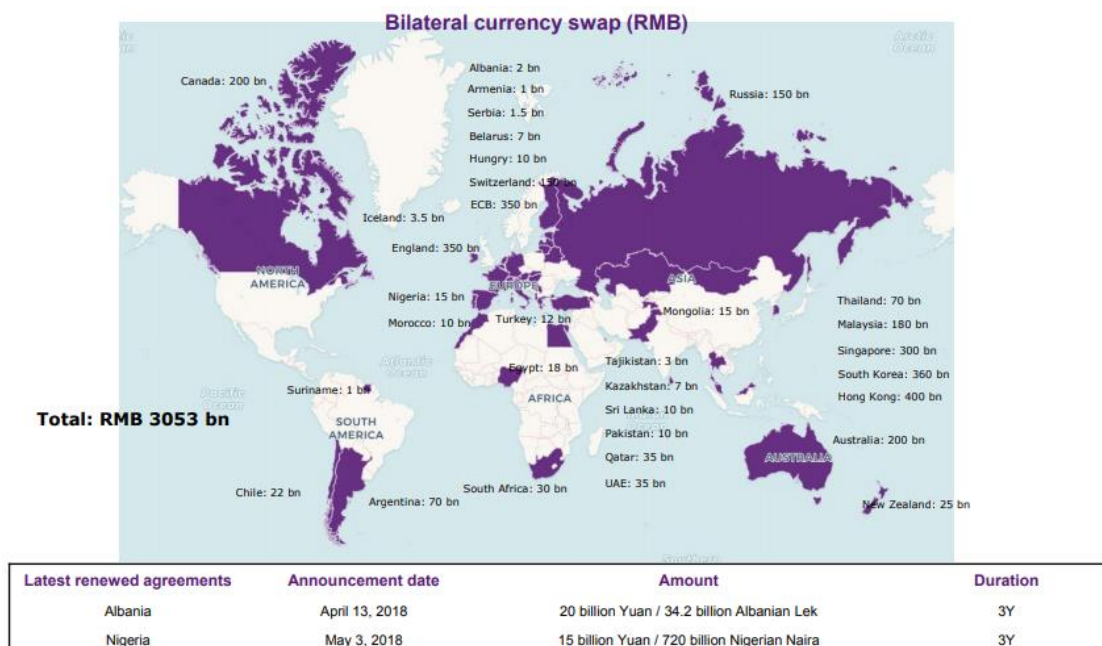 Bilateral currency swap (RMB)
Arctic
Ocean
Canada: 200 bn
Albania: 2 bn
Armenia: 1 bn
Serbia: 1.5 bn
Belarus: 7 bn
Hungry: 10 bn
Switzerland: 150 bn
ECB: 350 bn
Russia: 150 bn
Iceland: 3.5 bn
England: 350 bn
NORTH
AMERICA
EUROPE
ASIA
Nigeria: 15 bn
Morocco: 10 bn
Turkey: 12 bn
Mongolia: 15 bn
Thailand: 70 bn
Malaysia: 180 bn
Singapore: 300 bn
South Korea: 360 bn
Hong Kong: 400 bn
Atlantic
Ocean
Pacific
Ocean
Egypt: 18 bn
AFRICA
Tajikistan: 3 bn
Kazakhstan: 7 bn
Sri Lanka: 10 bn
Pakistan: 10 bn
Qatar: 35 bn
UAE: 35 bn
Suriname: 1 bn
SOUTH
AMERICA
Total: RMB 3053 bn
Australia: 200 bn
AUSTRALIA
Chile: 22 bn
Argentina: 70 bn
South Africa: 30 bn
New Zealand: 25 bn
Southern
Latest renewed agreements Announcement date Amount Duration
Albania April 13, 2018 20 billion Yuan / 34.2 billion Albanian Lek 3Y
Nigeria May 3, 2018 15 billion Yuan / 720 billion Nigerian Naira 3Y